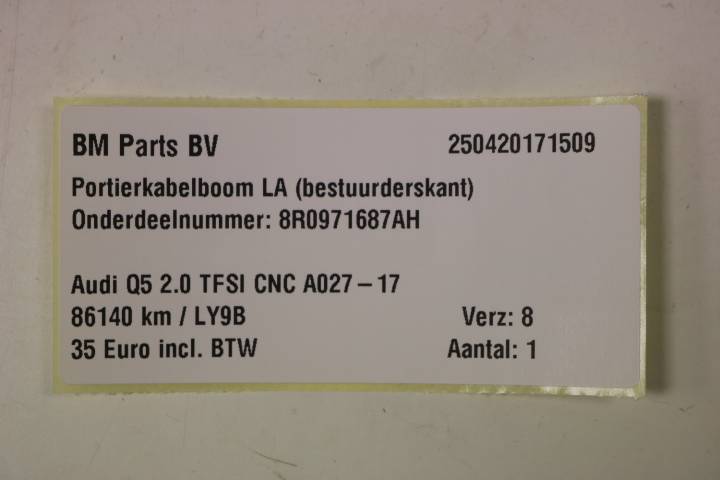 BM Parts BV 250420171509
Portierkabelboom LA (bestuurderskant)
Onderdeelnummer: 8R0971687AH
Audi Q5 2.0 TFSI CNC A027 – 17
86140 km / LY9B Verz: 8
35 Euro incl. BTW Aantal: 1